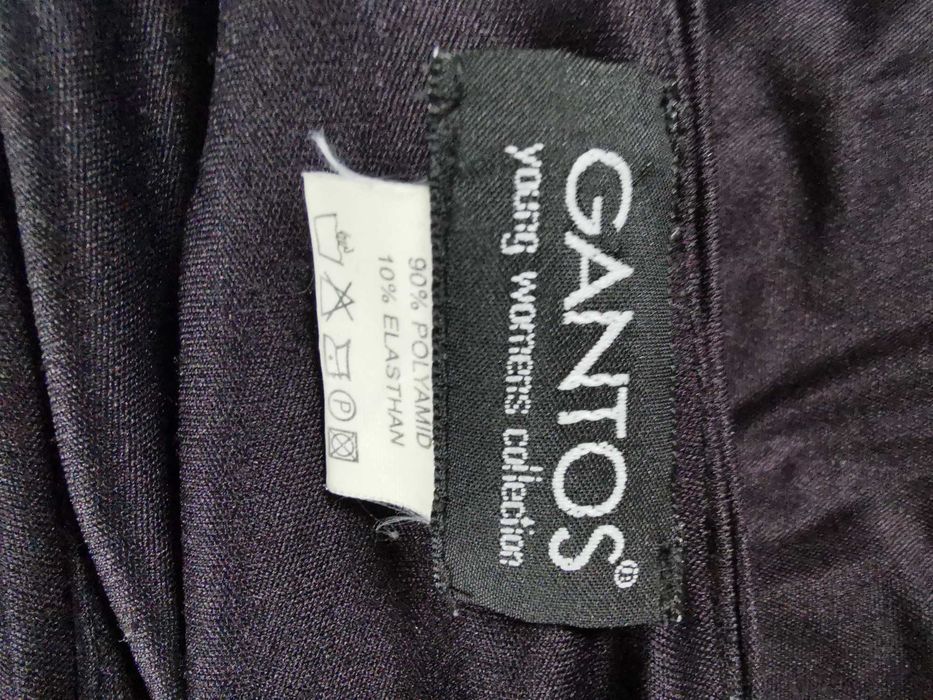 GANTOS®
young womens collection
90% POLYAMID
10% ELASTHAN
P